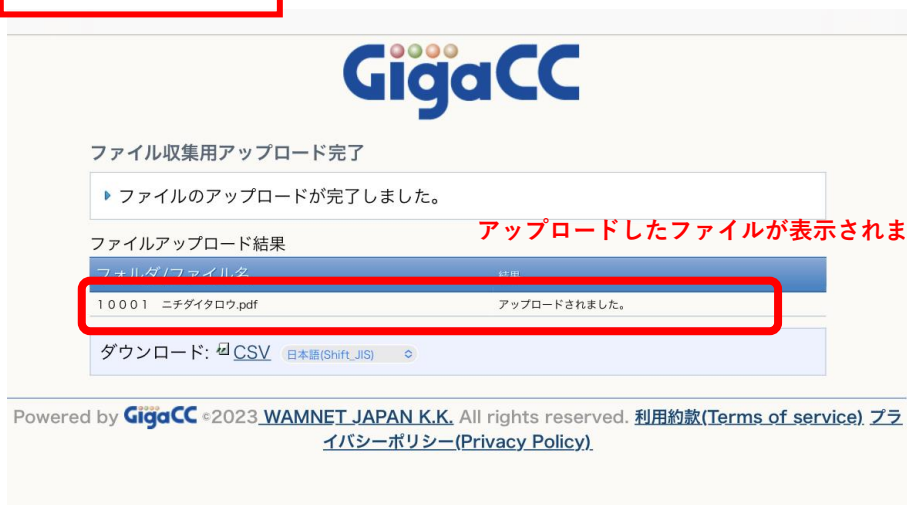 GigaCC
ファイル収集用アップロード完了
ファイルのアップロードが完了しました。
アップロードしたファイルが表示されま
ファイルアップロード結果
フォルダ/ファイル名 結果
10001 ニチダイタロウ.pdf アップロードされました。
ダウンロード: CSV 日本語(Shift_JIS)
Powered by GigaCC ©2023 WAMNET JAPAN K.K. All rights reserved. 利用約款(Terms of service) プラ
イバシーポリシー(Privacy Policy)